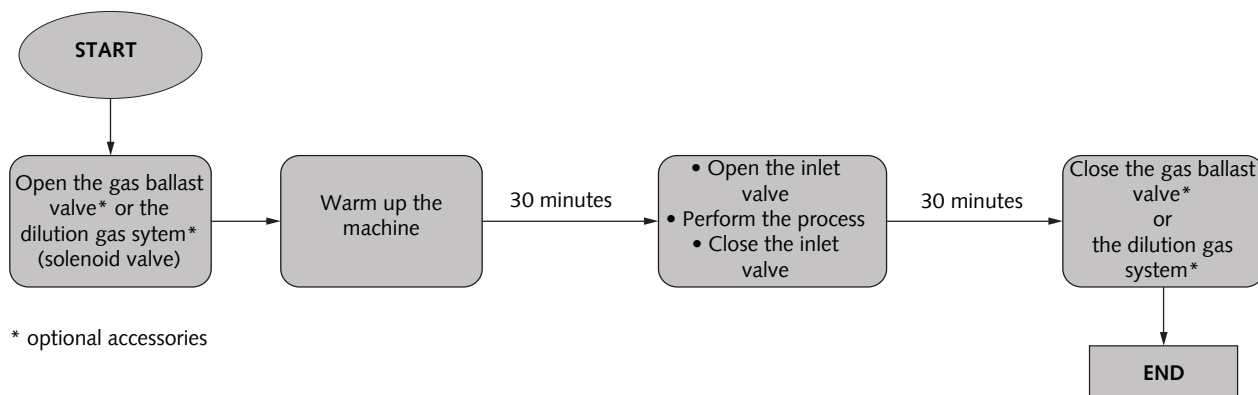 START
Open the gas ballast
valve* or the
dilution gas sytem*
(solenoid valve)
Warm up the
machine
30 minutes
• Open the inlet
valve
• Perform the process
• Close the inlet
valve
30 minutes
Close the gas ballast
valve*
or
the dilution gas
system*
* optional accessories
END